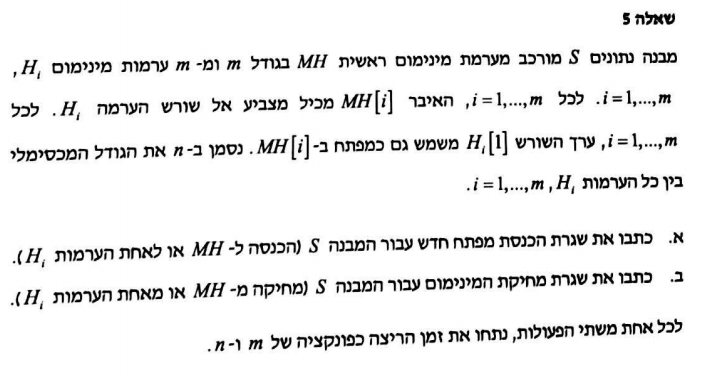 שאלה 5
מבנה נתונים S מורכב מערמת מינימום ראשית MH בגודל m ומ- m ערמות מינימום H_i ,
i = 1,...,m . לכל i = 1,...,m , האיבר MH[i] מכיל מצביע אל שורש הערמה H_i . לכל
i = 1,...,m , ערך השורש H_i[1] משמש גם כמפתח ב- MH[i] . נסמן ב- n את הגודל המכסימלי
בין כל הערמות H_i , i = 1,...,m .
א. כתבו את שגרת הכנסת מפתח חדש עבור המבנה S (הכנסה ל- MH או לאחת הערמות H_i ).
ב. כתבו את שגרת מחיקת המינימום עבור המבנה S (מחיקה מ- MH או מאחת הערמות H_i ).
לכל אחת משתי הפעולות, נתחו את זמן הריצה כפונקציה של m ו- n .